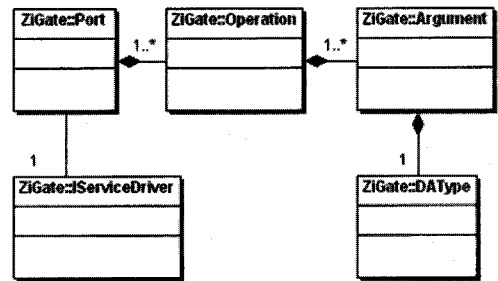 ZiGate::Port
ZiGate::Operation
ZiGate::Argument
1..*
1..*
1
1
ZiGate::IServiceDriver
ZiGate::DAType